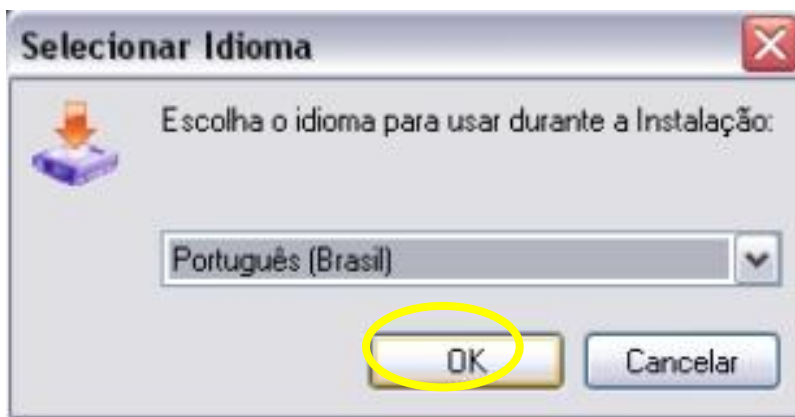 Selecionar Idioma
Escolha o idioma para usar durante a Instalação:
Português (Brasil)
OK
Cancelar